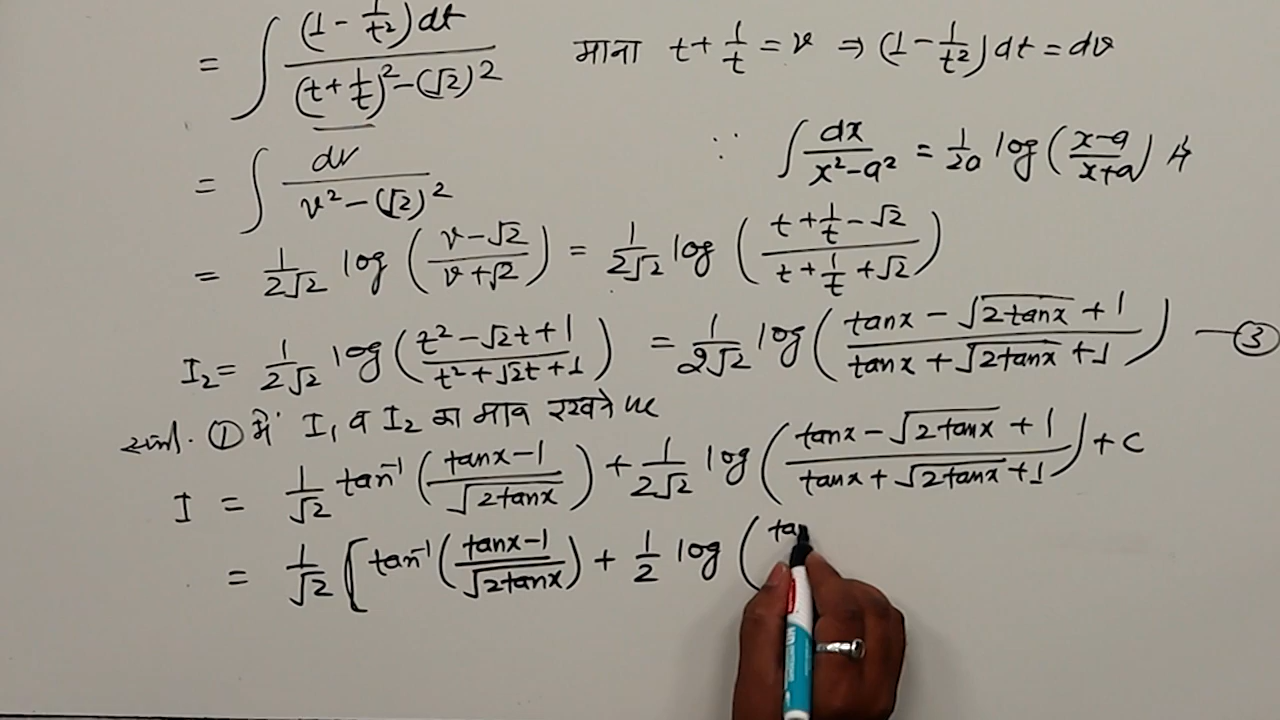 = ∫ (1 - 1/t²)dt / (t + 1/t)² - (√2)² माना t + 1/t = v ⇒ (1 - 1/t²)dt = dv
= ∫ dv / v² - (√2)² ∵ ∫ dx / x² - a² = 1/2a log(x-a / x+a)
= 1/2√2 log(v - √2 / v + √2) = 1/2√2 log(t + 1/t - √2 / t + 1/t + √2)
I₂ = 1/2√2 log(t² - √2t + 1 / t² + √2t + 1) = 1/2√2 log(tanx - √2tanx + 1 / tanx + √2tanx + 1) — ③
समी. ① में I₁ व I₂ का मान रखने पर
I = 1/√2 tan⁻¹(tanx - 1 / √2tanx) + 1/2√2 log(tanx - √2tanx + 1 / tanx + √2tanx + 1) + C
= 1/√2 [tan⁻¹(tanx - 1 / √2tanx) + 1/2 log(tan